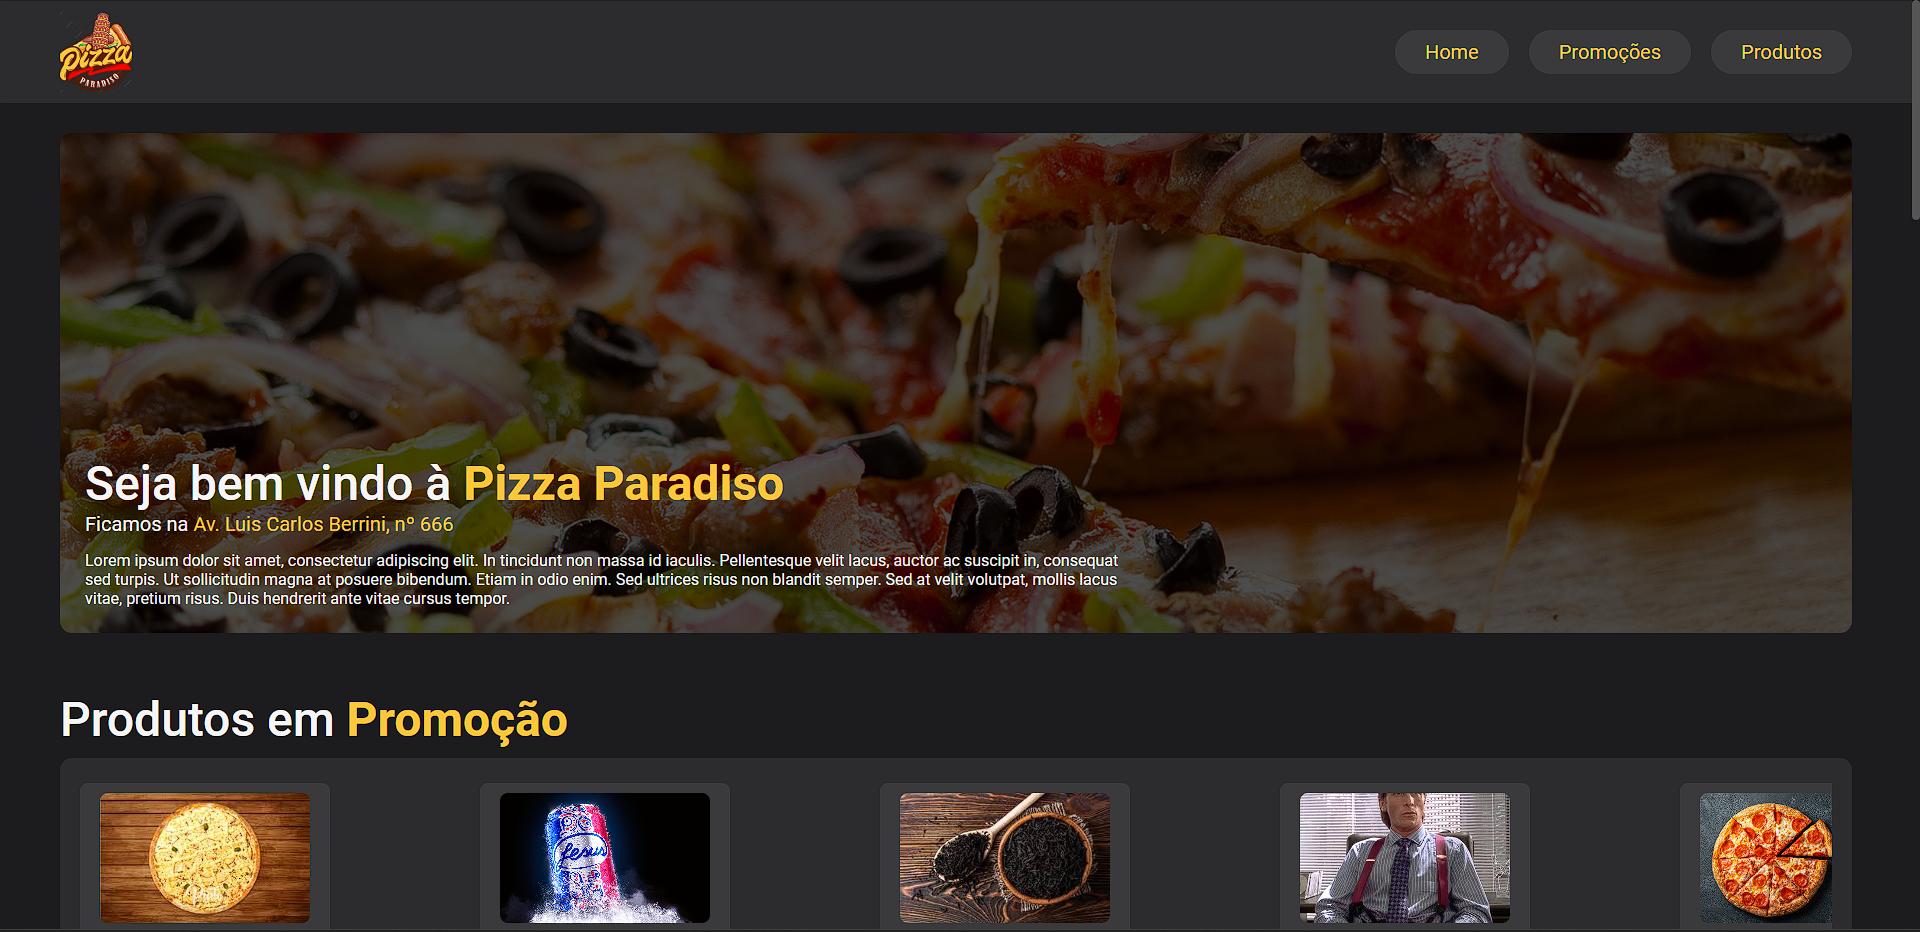 Pizza
PARADISO
Home
Promoções
Produtos
Seja bem vindo à Pizza Paradiso
Ficamos na Av. Luis Carlos Berrini, nº 666
Lorem ipsum dolor sit amet, consectetur adipiscing elit. In tincidunt non massa id iaculis. Pellentesque velit lacus, auctor ac suscipit in, consequat
sed turpis. Ut sollicitudin magna at posuere bibendum. Etiam in odio enim. Sed ultrices risus non blandit semper. Sed at velit volutpat, mollis lacus
vitae, pretium risus. Duis hendrerit ante vitae cursus tempor.
Produtos em Promoção
Jesus